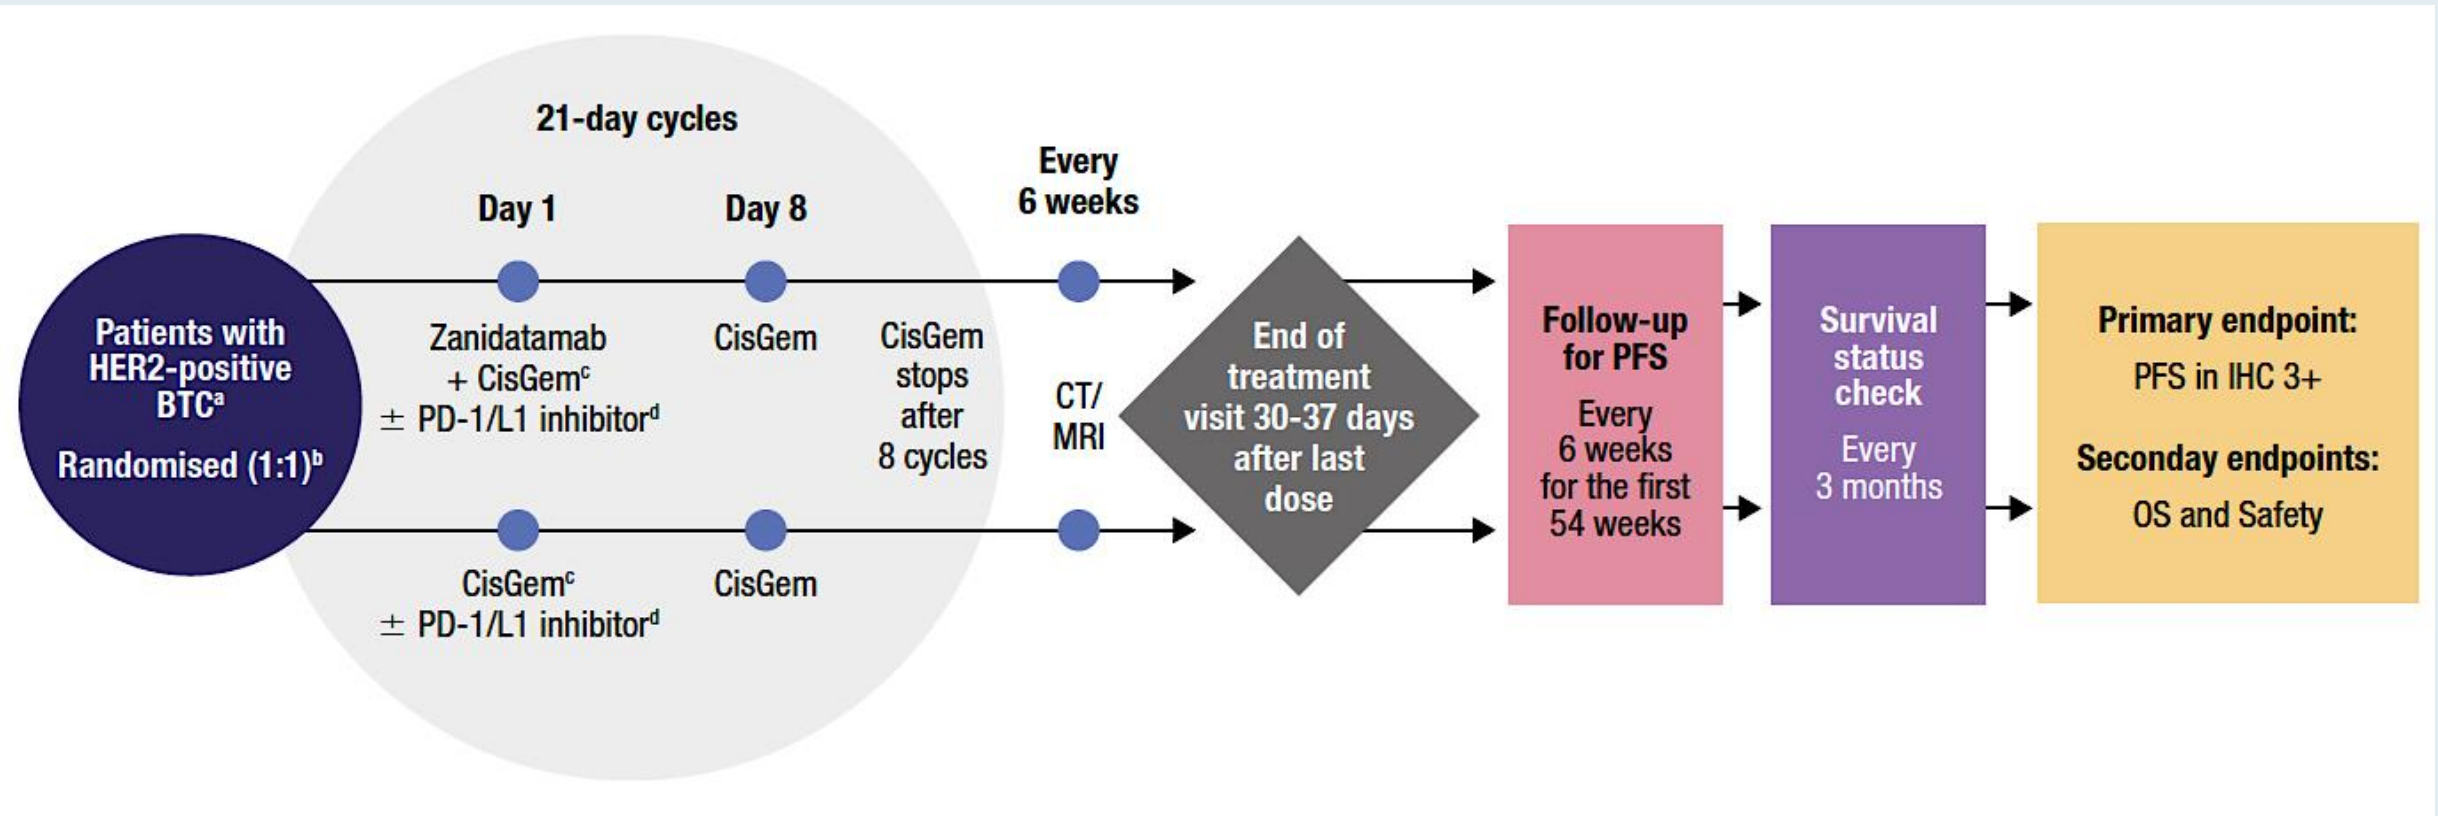 21-day cycles
Day 1
Day 8
Every
6 weeks
Patients with
HER2-positive
BTCᵃ
Randomised (1:1)ᵇ
Zanidatamab
+ CisGemᶜ
± PD-1/L1 inhibitorᵈ
CisGem
CisGem
stops
after
8 cycles
CT/
MRI
CisGemᶜ
± PD-1/L1 inhibitorᵈ
CisGem
End of
treatment
visit 30-37 days
after last
dose
Follow-up
for PFS
Every
6 weeks
for the first
54 weeks
Survival
status
check
Every
3 months
Primary endpoint:
PFS in IHC 3+
Seconday endpoints:
OS and Safety